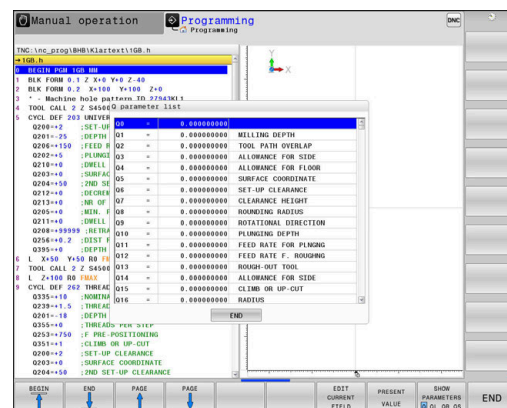 Manual operation
Programming
Programming
DNC
TNC:\nc_prog\BHB\Klartext\1GB.h
→1GB.h
0 BEGIN PGM 1GB MM
1 BLK FORM 0.1 Z X+0 Y+0 Z-40
2 BLK FORM 0.2 X+100 Y+100 Z+0
3 * - Machine hole pattern ID 27943KL1
4 TOOL CALL 2 Z S4500
5 CYCL DEF 203 UNIVER
Q200=+2 ;SET-UP
Q201=-25 ;DEPTH
Q206=+150 ;FEED R
Q202=+5 ;PLUNGI
Q210=+0 ;DWELL
Q203=+0 ;SURFAC
Q204=+50 ;2ND SE
Q212=+0 ;DECREM
Q213=+0 ;NR OF
Q205=+0 ;MIN. P
Q211=+0 ;DWELL
Q208=+99999 ;RETRA
Q256=+0.2 ;DIST F
Q395=+0 ;DEPTH
6 L X+50 Y+50 R0 FM
7 TOOL CALL 2 Z S4500
8 L Z+100 R0 FMAX
9 CYCL DEF 262 THREAD
Q335=+10 ;NOMINA
Q239=+1.5 ;THREAD
Q201=-18 ;DEPTH
Q355=+0 ;THREADS PER STEP
Q253=+750 ;F PRE-POSITIONING
Q351=+1 ;CLIMB OR UP-CUT
Q200=+2 ;SET-UP CLEARANCE
Q203=+0 ;SURFACE COORDINATE
Q204=+50 ;2ND SET-UP CLEARANCE
Y
X
Q parameter list
Q0 = 0.000000000
Q1 = 0.000000000 MILLING DEPTH
Q2 = 0.000000000 TOOL PATH OVERLAP
Q3 = 0.000000000 ALLOWANCE FOR SIDE
Q4 = 0.000000000 ALLOWANCE FOR FLOOR
Q5 = 0.000000000 SURFACE COORDINATE
Q6 = 0.000000000 SET-UP CLEARANCE
Q7 = 0.000000000 CLEARANCE HEIGHT
Q8 = 0.000000000 ROUNDING RADIUS
Q9 = 0.000000000 ROTATIONAL DIRECTION
Q10 = 0.000000000 PLUNGING DEPTH
Q11 = 0.000000000 FEED RATE FOR PLNGNG
Q12 = 0.000000000 FEED RATE F. ROUGHNG
Q13 = 0.000000000 ROUGH-OUT TOOL
Q14 = 0.000000000 ALLOWANCE FOR SIDE
Q15 = 0.000000000 CLIMB OR UP-CUT
Q16 = 0.000000000 RADIUS
END
BEGIN
END
PAGE
PAGE
EDIT
CURRENT
FIELD
PRESENT
VALUE
SHOW
PARAMETERS
Q QL QR QS
END